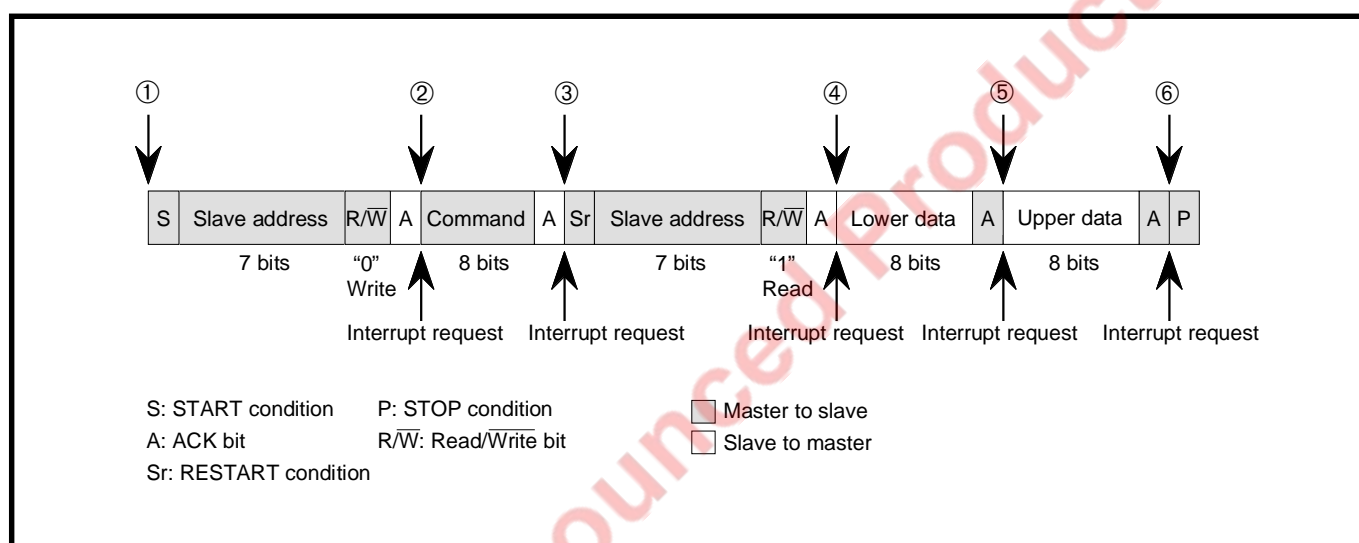 ① ② ③ ④ ⑤ ⑥
S Slave address R/W̅ A Command A Sr Slave address R/W̅ A Lower data A Upper data A P
7 bits “0” 8 bits 7 bits “1” 8 bits 8 bits
Write Read
Interrupt request Interrupt request Interrupt request Interrupt request Interrupt request
S: START condition P: STOP condition Master to slave
A: ACK bit R/W̅: Read/W̅r̅i̅t̅e̅ bit Slave to master
Sr: RESTART condition
ounced Product